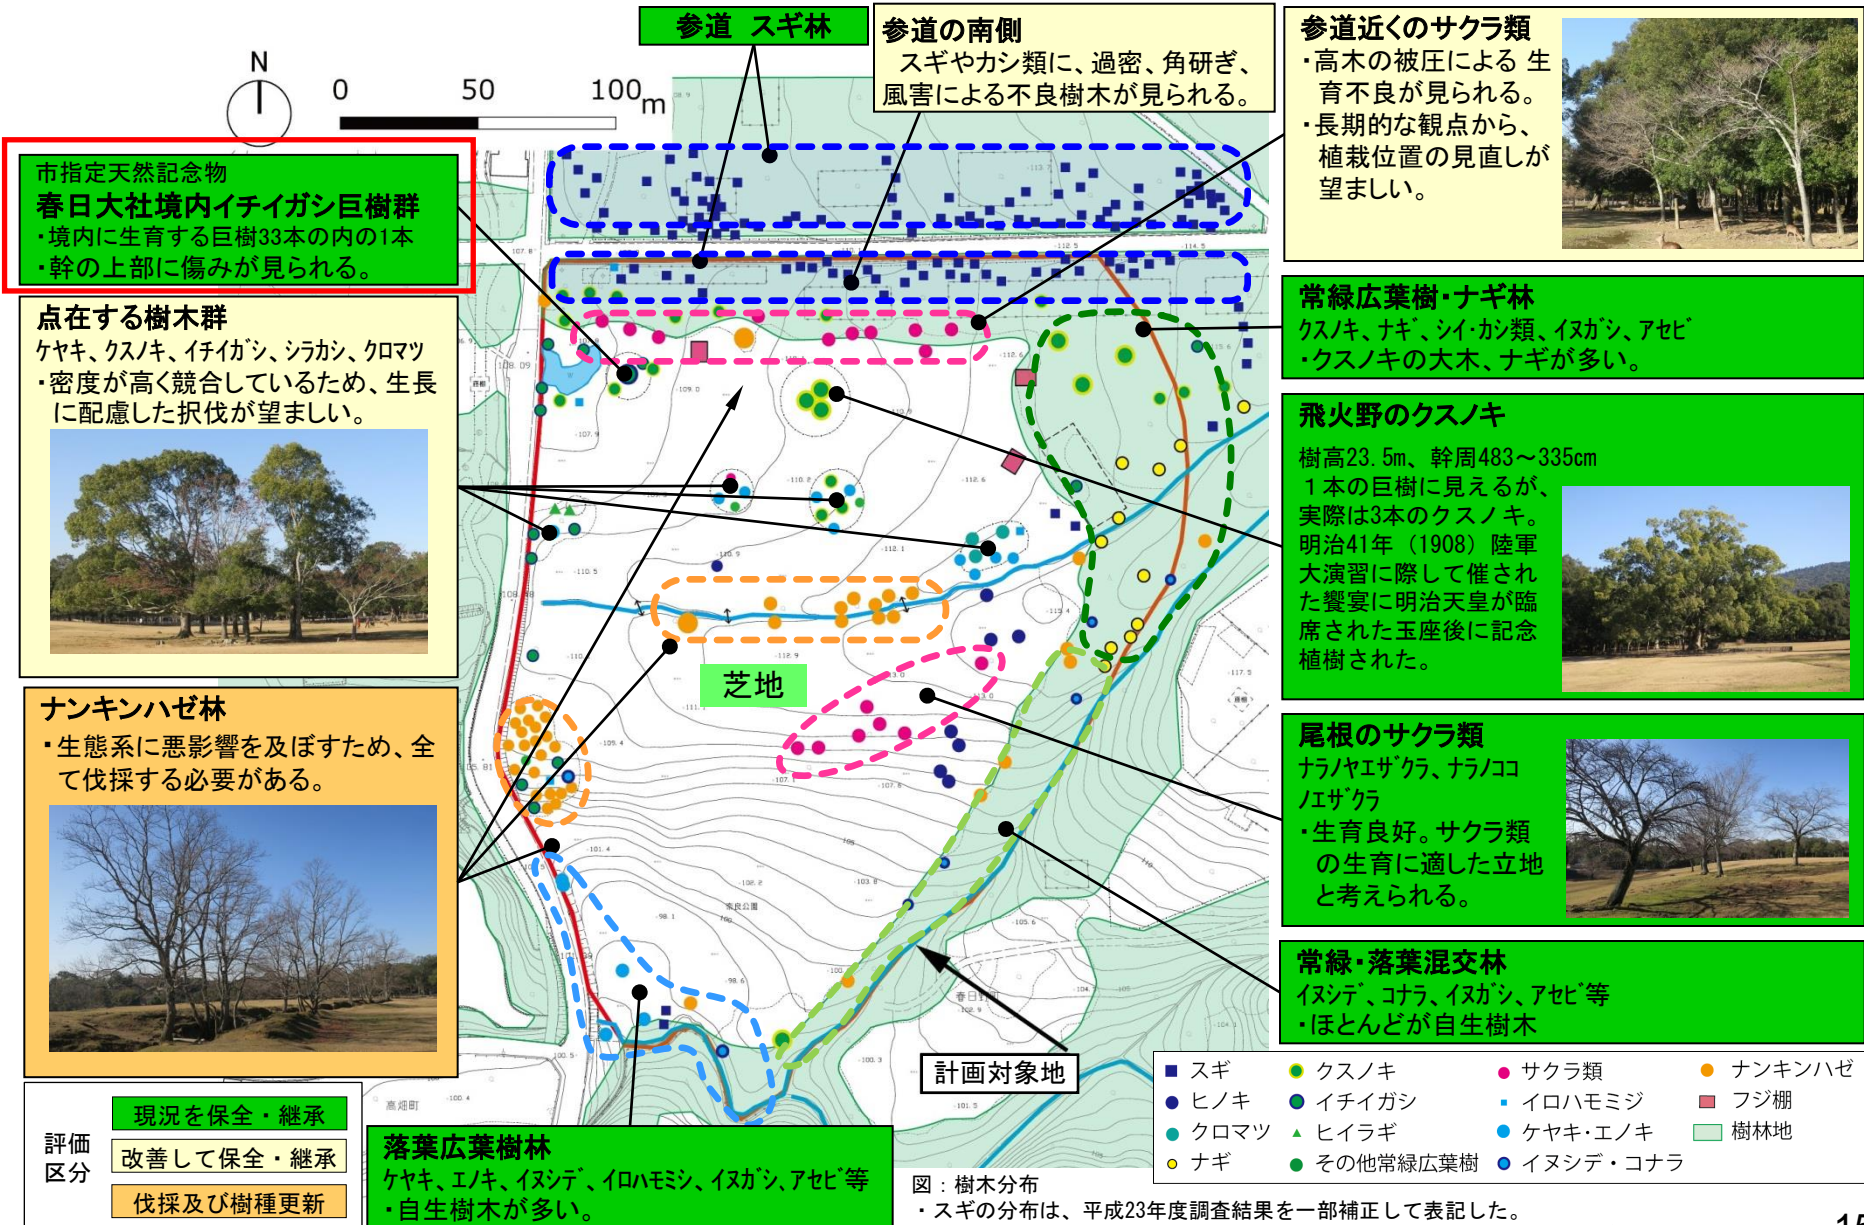 参道 スギ林
参道の南側
スギやカシ類に、過密、角研ぎ、
風害による不良樹木が見られる。
参道近くのサクラ類
・高木の被圧による 生
育不良が見られる。
・長期的な観点から、
植栽位置の見直しが
望ましい。
N
0 50 100m
市指定天然記念物
春日大社境内イチイガシ巨樹群
・境内に生育する巨樹33本の内の1本
・幹の上部に傷みが見られる。
点在する樹木群
ケヤキ、クスノキ、イチイガシ、シラカシ、クロマツ
・密度が高く競合しているため、生長
に配慮した択伐が望ましい。
ナンキンハゼ林
・生態系に悪影響を及ぼすため、全
て伐採する必要がある。
常緑広葉樹・ナギ林
クスノキ、ナギ、シイ・カシ類、イヌガシ、アセビ
・クスノキの大木、ナギが多い。
飛火野のクスノキ
樹高23.5m、幹周483～335cm
１本の巨樹に見えるが、
実際は3本のクスノキ。
明治41年（1908）陸軍
大演習に際して催され
た饗宴に明治天皇が臨
席された玉座後に記念
植樹された。
尾根のサクラ類
ナラノヤエザクラ、ナラノココ
ノエザクラ
・生育良好。サクラ類
の生育に適した立地
と考えられる。
常緑・落葉混交林
イヌシデ、コナラ、イヌガシ、アセビ等
・ほとんどが自生樹木
芝地
奈良公園
春日野町
高畑町
計画対象地
評価
区分
現況を保全・継承
改善して保全・継承
伐採及び樹種更新
落葉広葉樹林
ケヤキ、エノキ、イヌシデ、イロハモミジ、イヌガシ、アセビ等
・自生樹木が多い。
スギ
クスノキ
サクラ類
ナンキンハゼ
ヒノキ
イチイガシ
イロハモミジ
フジ棚
クロマツ
ヒイラギ
ケヤキ・エノキ
樹林地
ナギ
その他常緑広葉樹
イヌシデ・コナラ
図：樹木分布
・スギの分布は、平成23年度調査結果を一部補正して表記した。
15